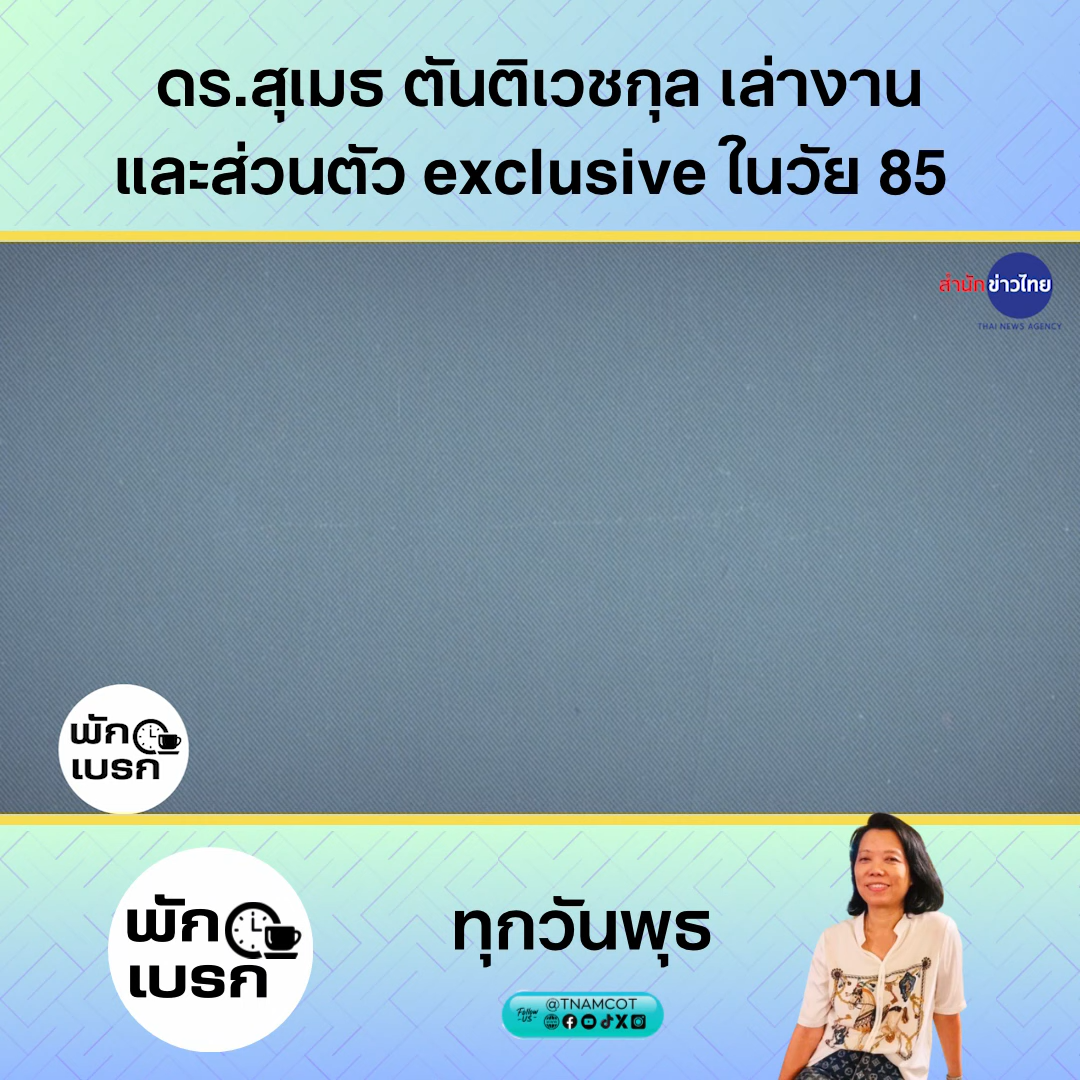 ดร.สุเมธ ตันติเวชกุล เล่างาน
และส่วนตัว exclusive ในวัย 85
สำนักข่าวไทย
THAI NEWS AGENCY
พัก
เบรก
พัก
เบรก
ทุกวันพุธ
Follow US
@TNAMCOT